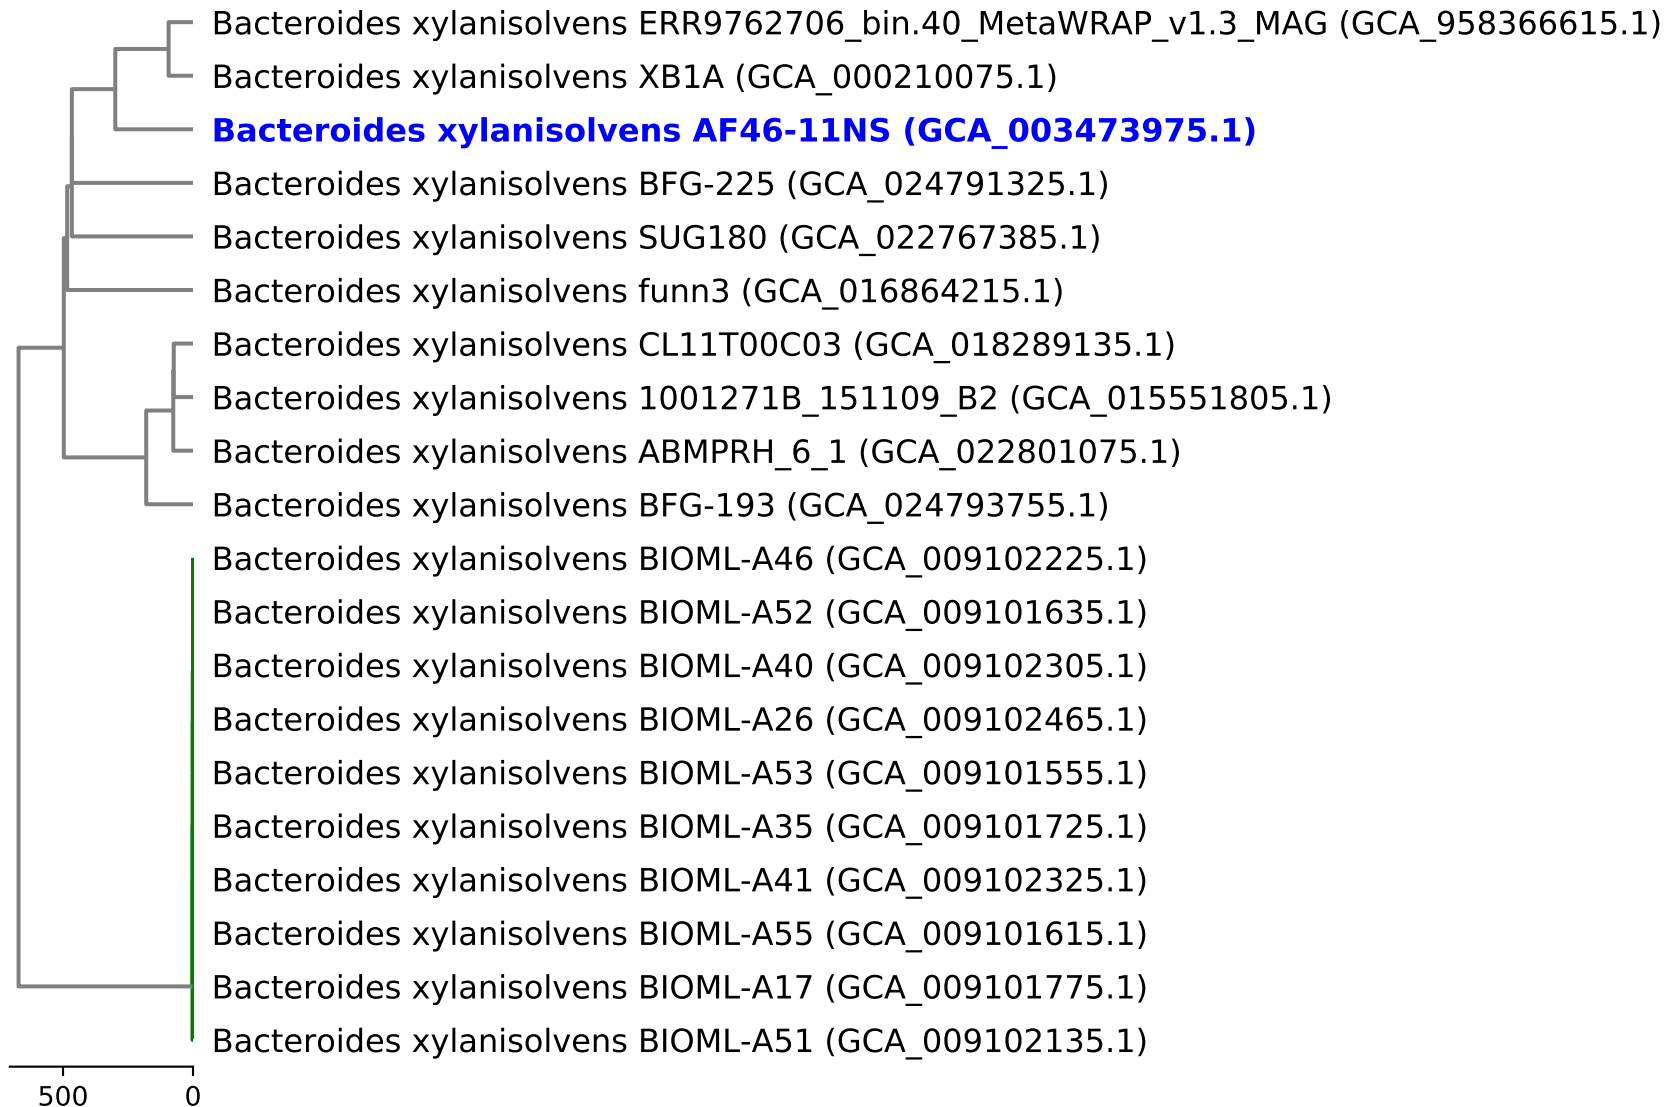 Bacteroides xylanisolvens ERR9762706_bin.40_MetaWRAP_v1.3_MAG (GCA_958366615.1)
Bacteroides xylanisolvens XB1A (GCA_000210075.1)
Bacteroides xylanisolvens AF46-11NS (GCA_003473975.1)
Bacteroides xylanisolvens BFG-225 (GCA_024791325.1)
Bacteroides xylanisolvens SUG180 (GCA_022767385.1)
Bacteroides xylanisolvens funn3 (GCA_016864215.1)
Bacteroides xylanisolvens CL11T00C03 (GCA_018289135.1)
Bacteroides xylanisolvens 1001271B_151109_B2 (GCA_015551805.1)
Bacteroides xylanisolvens ABMPRH_6_1 (GCA_022801075.1)
Bacteroides xylanisolvens BFG-193 (GCA_024793755.1)
Bacteroides xylanisolvens BIOML-A46 (GCA_009102225.1)
Bacteroides xylanisolvens BIOML-A52 (GCA_009101635.1)
Bacteroides xylanisolvens BIOML-A40 (GCA_009102305.1)
Bacteroides xylanisolvens BIOML-A26 (GCA_009102465.1)
Bacteroides xylanisolvens BIOML-A53 (GCA_009101555.1)
Bacteroides xylanisolvens BIOML-A35 (GCA_009101725.1)
Bacteroides xylanisolvens BIOML-A41 (GCA_009102325.1)
Bacteroides xylanisolvens BIOML-A55 (GCA_009101615.1)
Bacteroides xylanisolvens BIOML-A17 (GCA_009101775.1)
Bacteroides xylanisolvens BIOML-A51 (GCA_009102135.1)
500 0